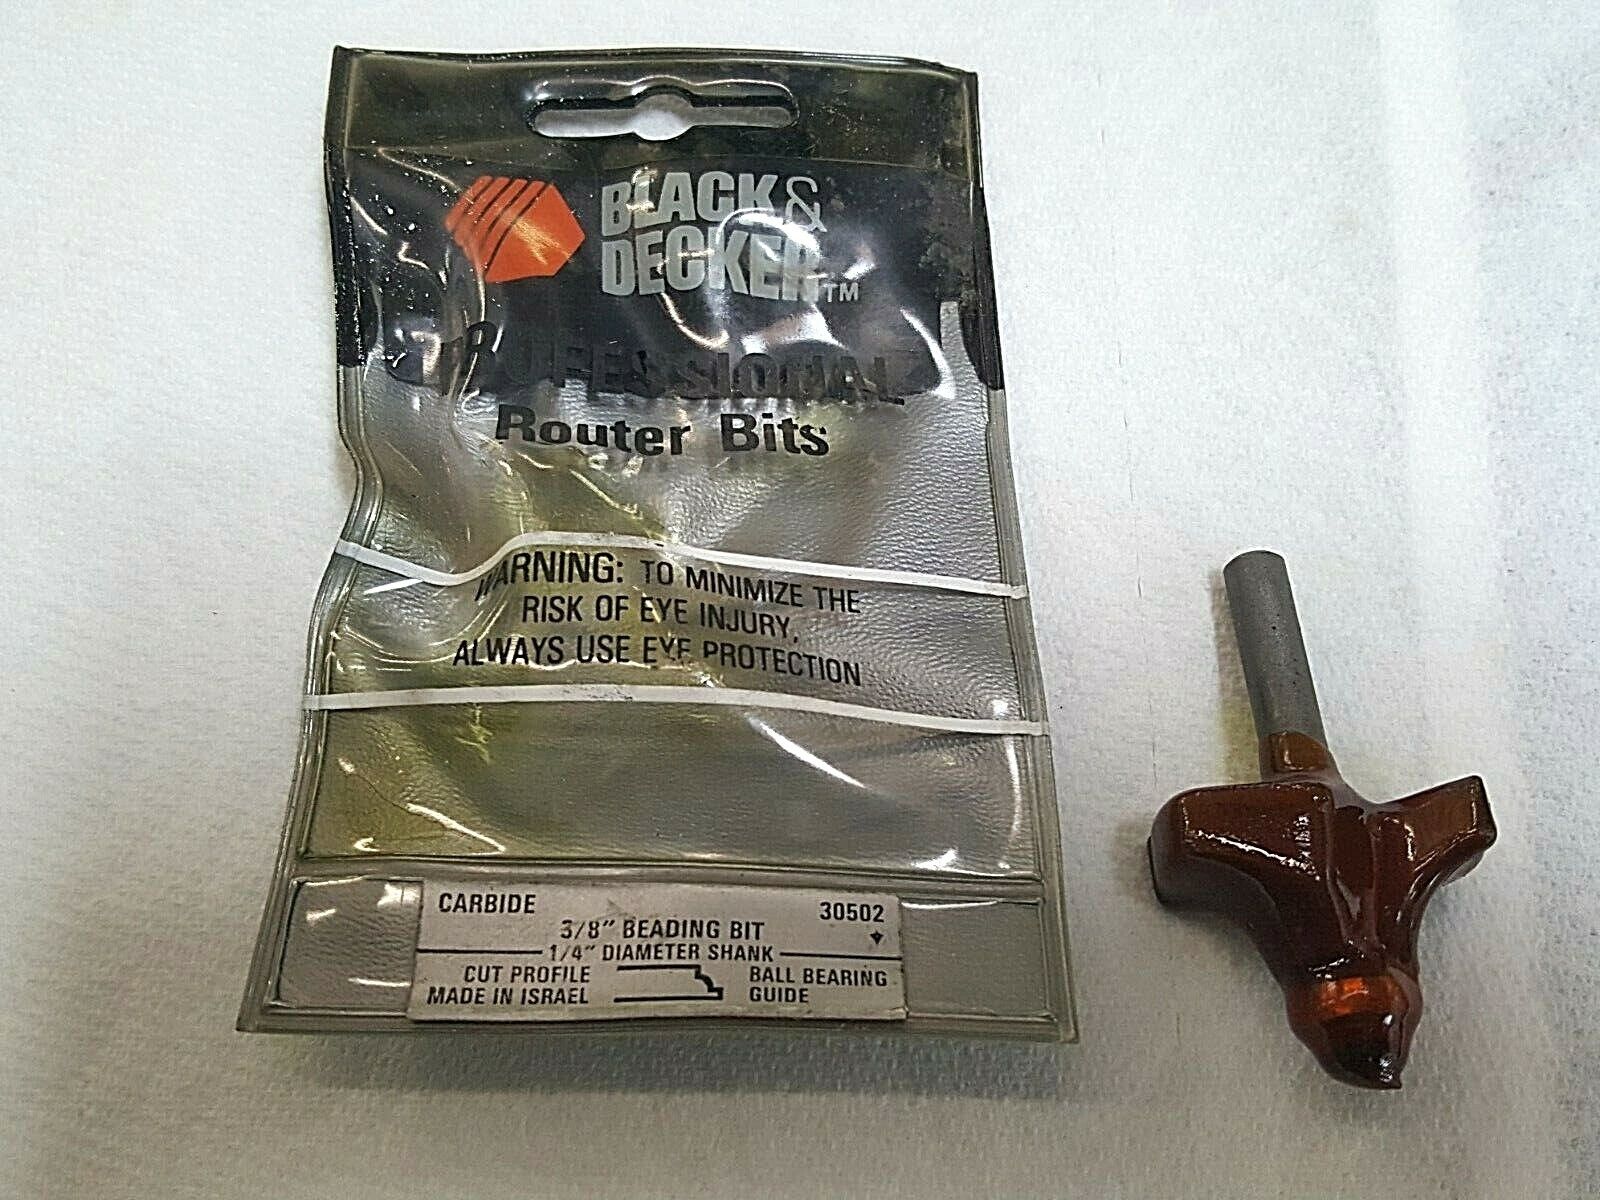 BLACK&
DECKER™
PROFESSIONAL
Router Bits
WARNING: TO MINIMIZE THE
RISK OF EYE INJURY,
ALWAYS USE EYE PROTECTION
CARBIDE 30502
3/8" BEADING BIT
1/4" DIAMETER SHANK
CUT PROFILE BALL BEARING
MADE IN ISRAEL GUIDE